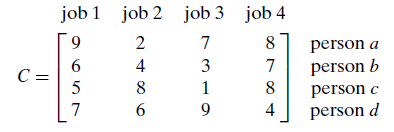 job 1 job 2 job 3 job 4
9 2 7 8 person a
C = 6 4 3 7 person b
5 8 1 8 person c
7 6 9 4 person d